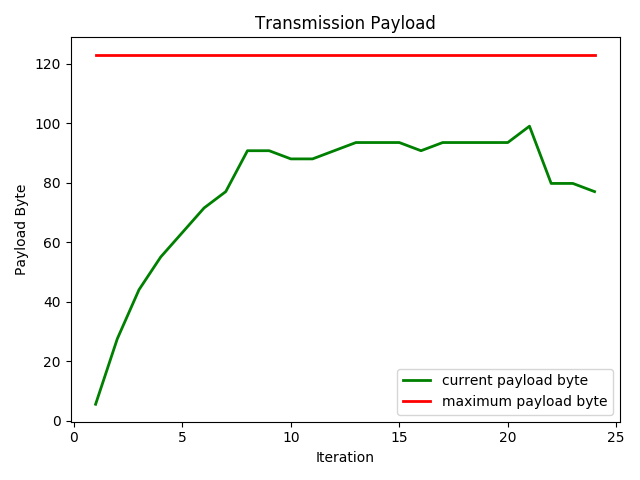 Transmission Payload
120
100
80
60
40
20
0
Payload Byte
0 5 10 15 20 25
Iteration
current payload byte
maximum payload byte